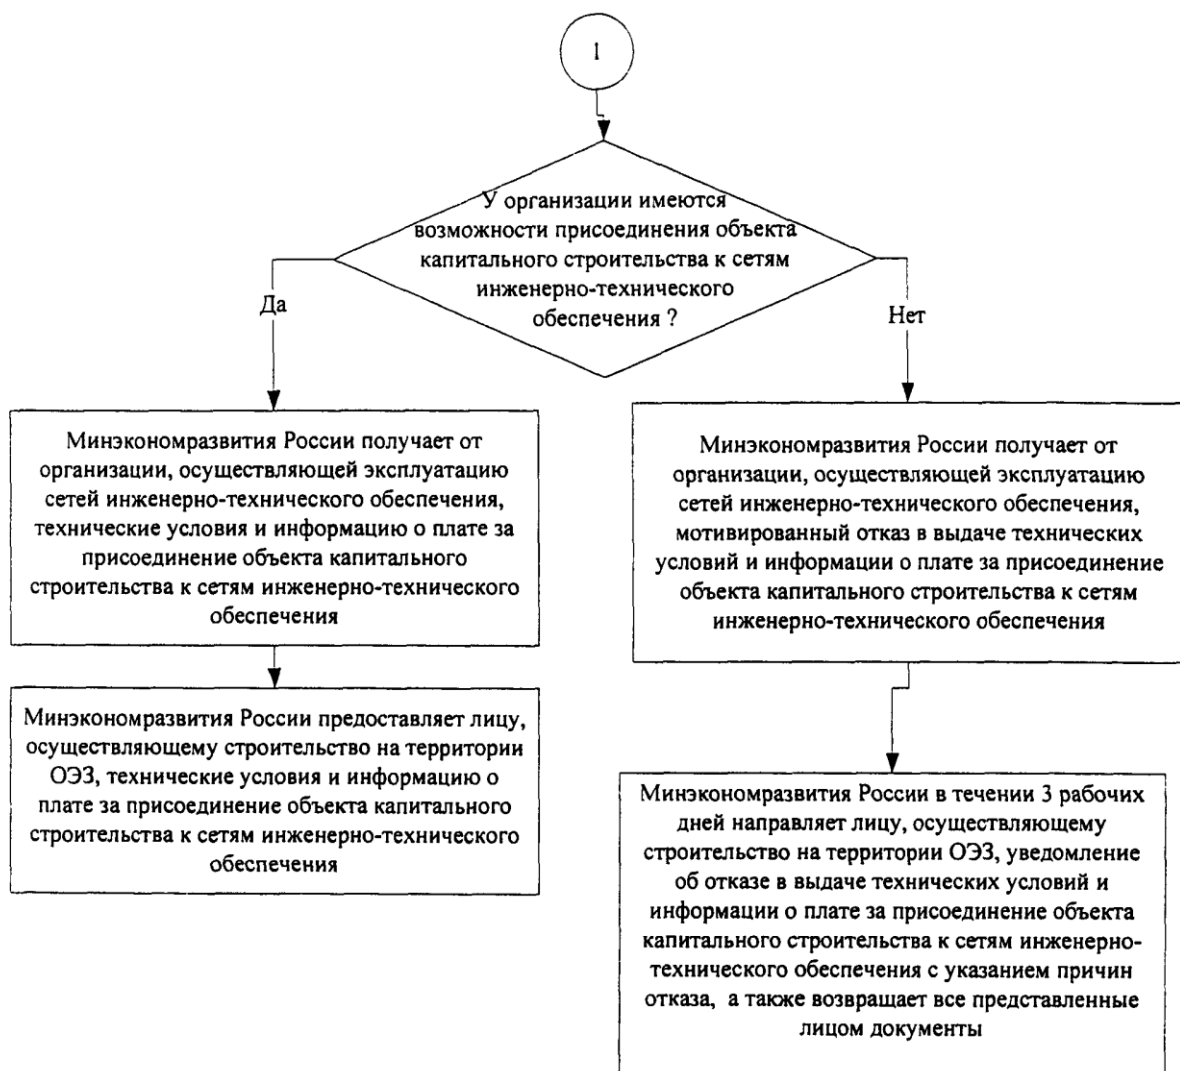 1
У организации имеются
возможности присоединения объекта
капитального строительства к сетям
инженерно-технического
обеспечения ?
Да
Нет
Минэкономразвития России получает от
организации, осуществляющей эксплуатацию
сетей инженерно-технического обеспечения,
технические условия и информацию о плате за
присоединение объекта капитального
строительства к сетям инженерно-технического
обеспечения
Минэкономразвития России предоставляет лицу,
осуществляющему строительство на территории
ОЭЗ, технические условия и информацию о
плате за присоединение объекта капитального
строительства к сетям инженерно-технического
обеспечения
Минэкономразвития России получает от
организации, осуществляющей эксплуатацию
сетей инженерно-технического обеспечения,
мотивированный отказ в выдаче технических
условий и информации о плате за присоединение
объекта капитального строительства к сетям
инженерно-технического обеспечения
Минэкономразвития России в течении 3 рабочих
дней направляет лицу, осуществляющему
строительство на территории ОЭЗ, уведомление
об отказе в выдаче технических условий и
информации о плате за присоединение объекта
капитального строительства к сетям инженерно-
технического обеспечения с указанием причин
отказа, а также возвращает все представленные
лицом документы